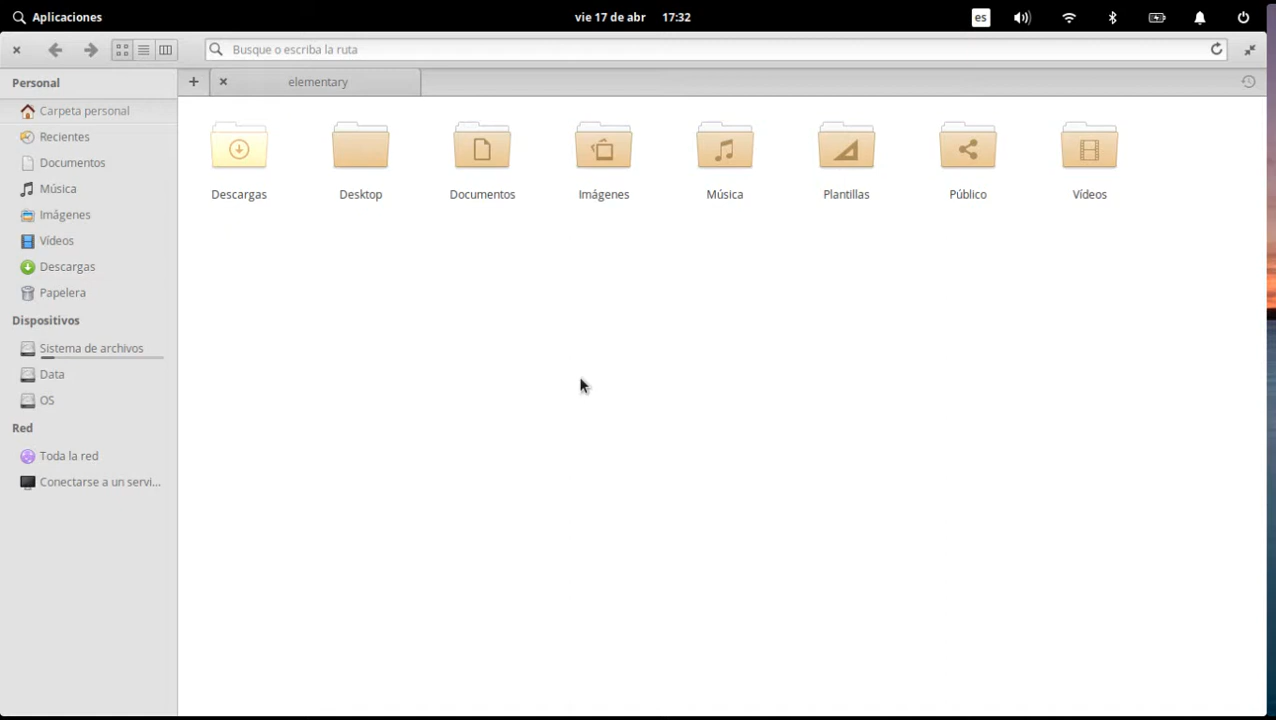 Aplicaciones
vie 17 de abr 17:32
es
Busque o escriba la ruta
elementary
Personal
Carpeta personal
Recientes
Documentos
Música
Imágenes
Vídeos
Descargas
Papelera
Dispositivos
Sistema de archivos
Data
OS
Red
Toda la red
Conectarse a un servi...
Descargas
Desktop
Documentos
Imágenes
Música
Plantillas
Público
Vídeos